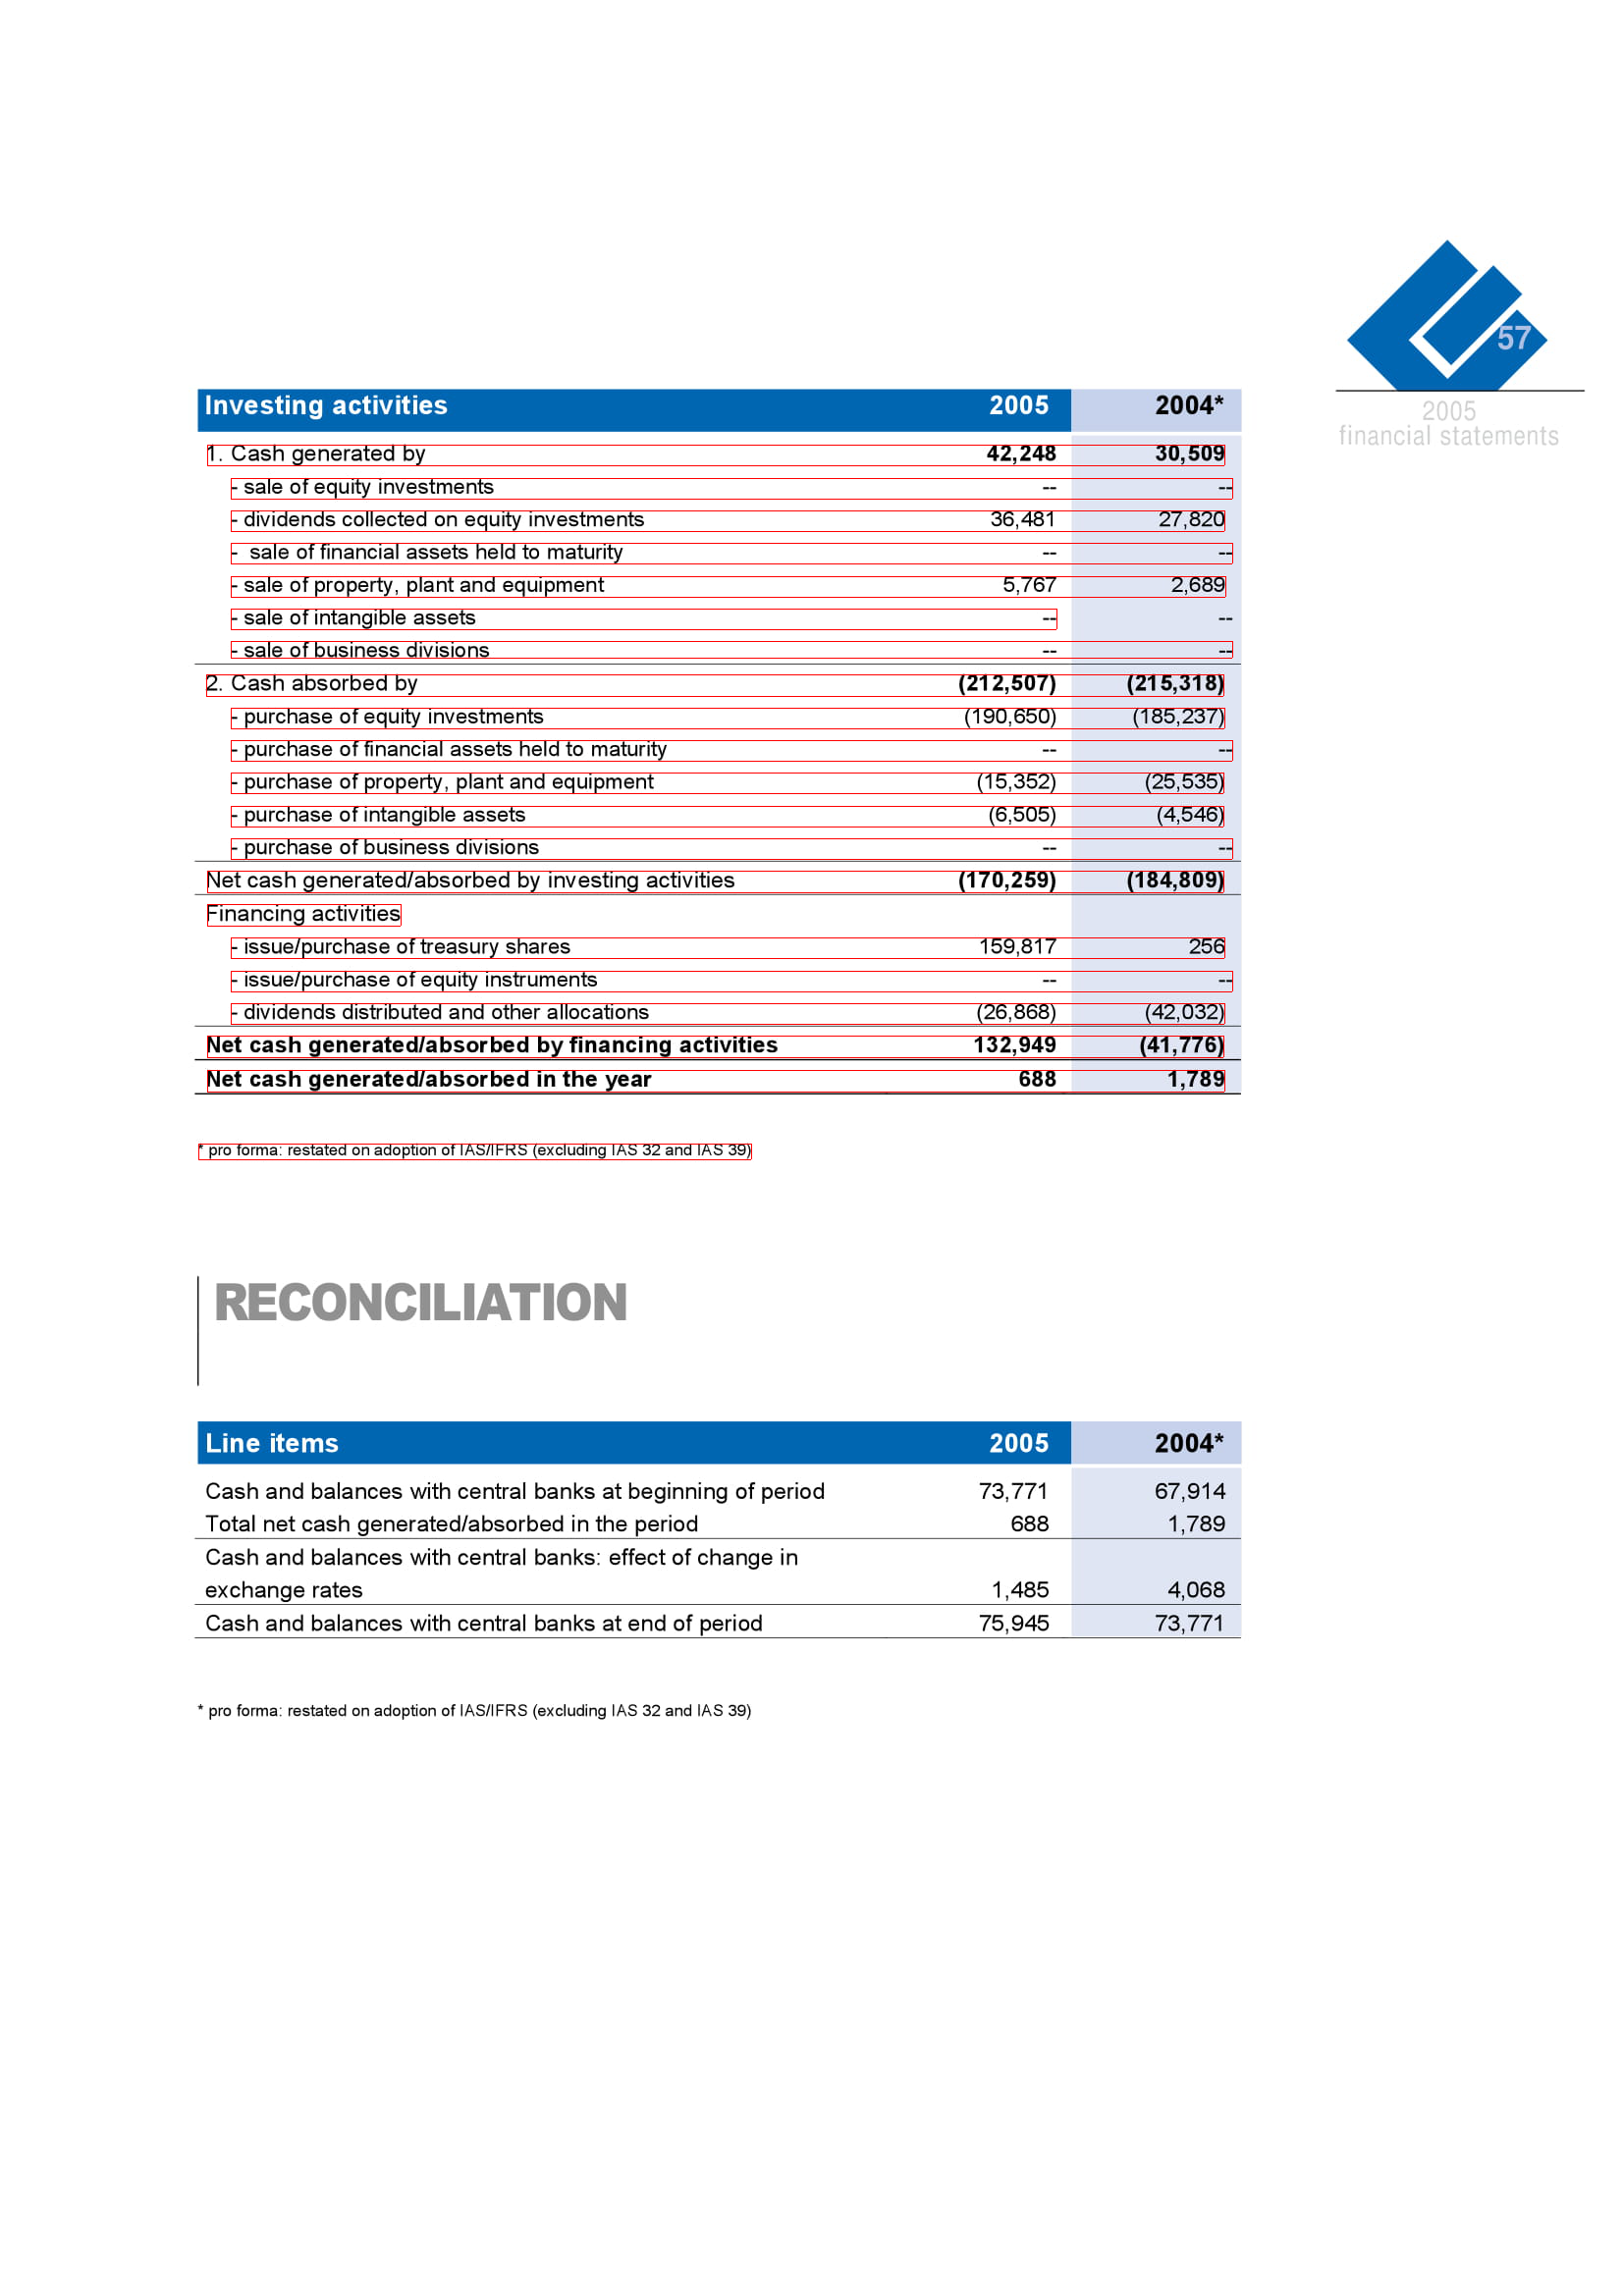 57
2005
financial statements
Investing activities 2005 2004*
1. Cash generated by 42,248 30,509
- sale of equity investments -- --
- dividends collected on equity investments 36,481 27,820
- sale of financial assets held to maturity -- --
- sale of property, plant and equipment 5,767 2,689
- sale of intangible assets -- --
- sale of business divisions -- --
2. Cash absorbed by (212,507) (215,318)
- purchase of equity investments (190,650) (185,237)
- purchase of financial assets held to maturity -- --
- purchase of property, plant and equipment (15,352) (25,535)
- purchase of intangible assets (6,505) (4,546)
- purchase of business divisions -- --
Net cash generated/absorbed by investing activities (170,259) (184,809)
Financing activities
- issue/purchase of treasury shares 159,817 256
- issue/purchase of equity instruments -- --
- dividends distributed and other allocations (26,868) (42,032)
Net cash generated/absorbed by financing activities 132,949 (41,776)
Net cash generated/absorbed in the year 688 1,789
* pro forma: restated on adoption of IAS/IFRS (excluding IAS 32 and IAS 39)
RECONCILIATION
Line items 2005 2004*
Cash and balances with central banks at beginning of period 73,771 67,914
Total net cash generated/absorbed in the period 688 1,789
Cash and balances with central banks: effect of change in
exchange rates 1,485 4,068
Cash and balances with central banks at end of period 75,945 73,771
* pro forma: restated on adoption of IAS/IFRS (excluding IAS 32 and IAS 39)